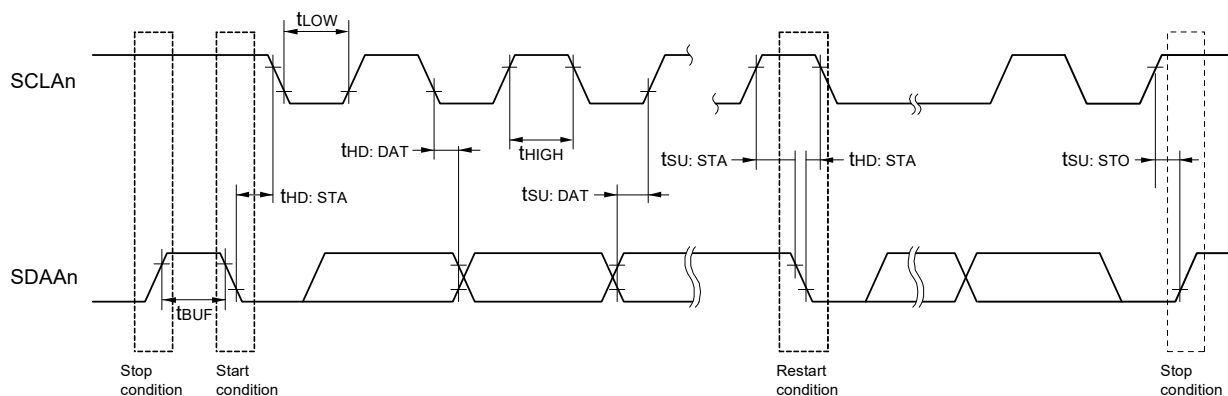 tLOW
SCLAn
tHD: DAT
tHIGH
tSU: STA
tHD: STA
tSU: STO
tHD: STA
tSU: DAT
SDAAn
tBUF
Stop
condition
Start
condition
Restart
condition
Stop
condition